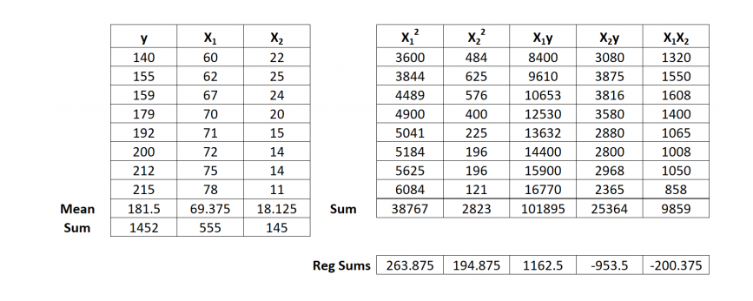 y X₁ X₂ X₁² X₂² X₁y X₂y X₁X₂
140 60 22 3600 484 8400 3080 1320
155 62 25 3844 625 9610 3875 1550
159 67 24 4489 576 10653 3816 1608
179 70 20 4900 400 12530 3580 1400
192 71 15 5041 225 13632 2880 1065
200 72 14 5184 196 14400 2800 1008
212 75 14 5625 196 15900 2968 1050
215 78 11 6084 121 16770 2365 858
Mean 181.5 69.375 18.125 Sum 38767 2823 101895 25364 9859
Sum 1452 555 145
Reg Sums 263.875 194.875 1162.5 -953.5 -200.375